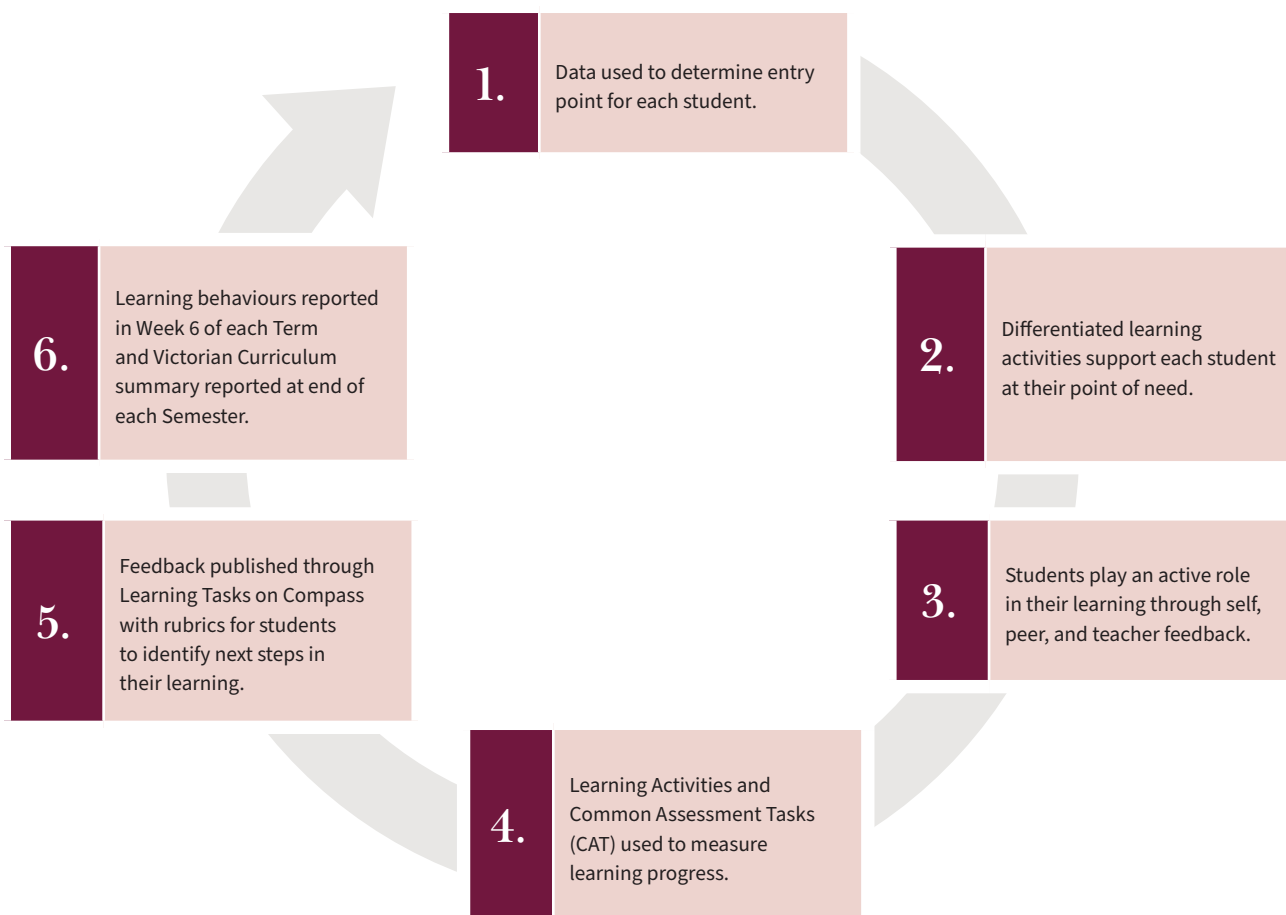 1.
Data used to determine entry
point for each student.
2.
Differentiated learning
activities support each student
at their point of need.
3.
Students play an active role
in their learning through self,
peer, and teacher feedback.
4.
Learning Activities and
Common Assessment Tasks
(CAT) used to measure
learning progress.
5.
Feedback published through
Learning Tasks on Compass
with rubrics for students
to identify next steps in
their learning.
6.
Learning behaviours reported
in Week 6 of each Term
and Victorian Curriculum
summary reported at end of
each Semester.